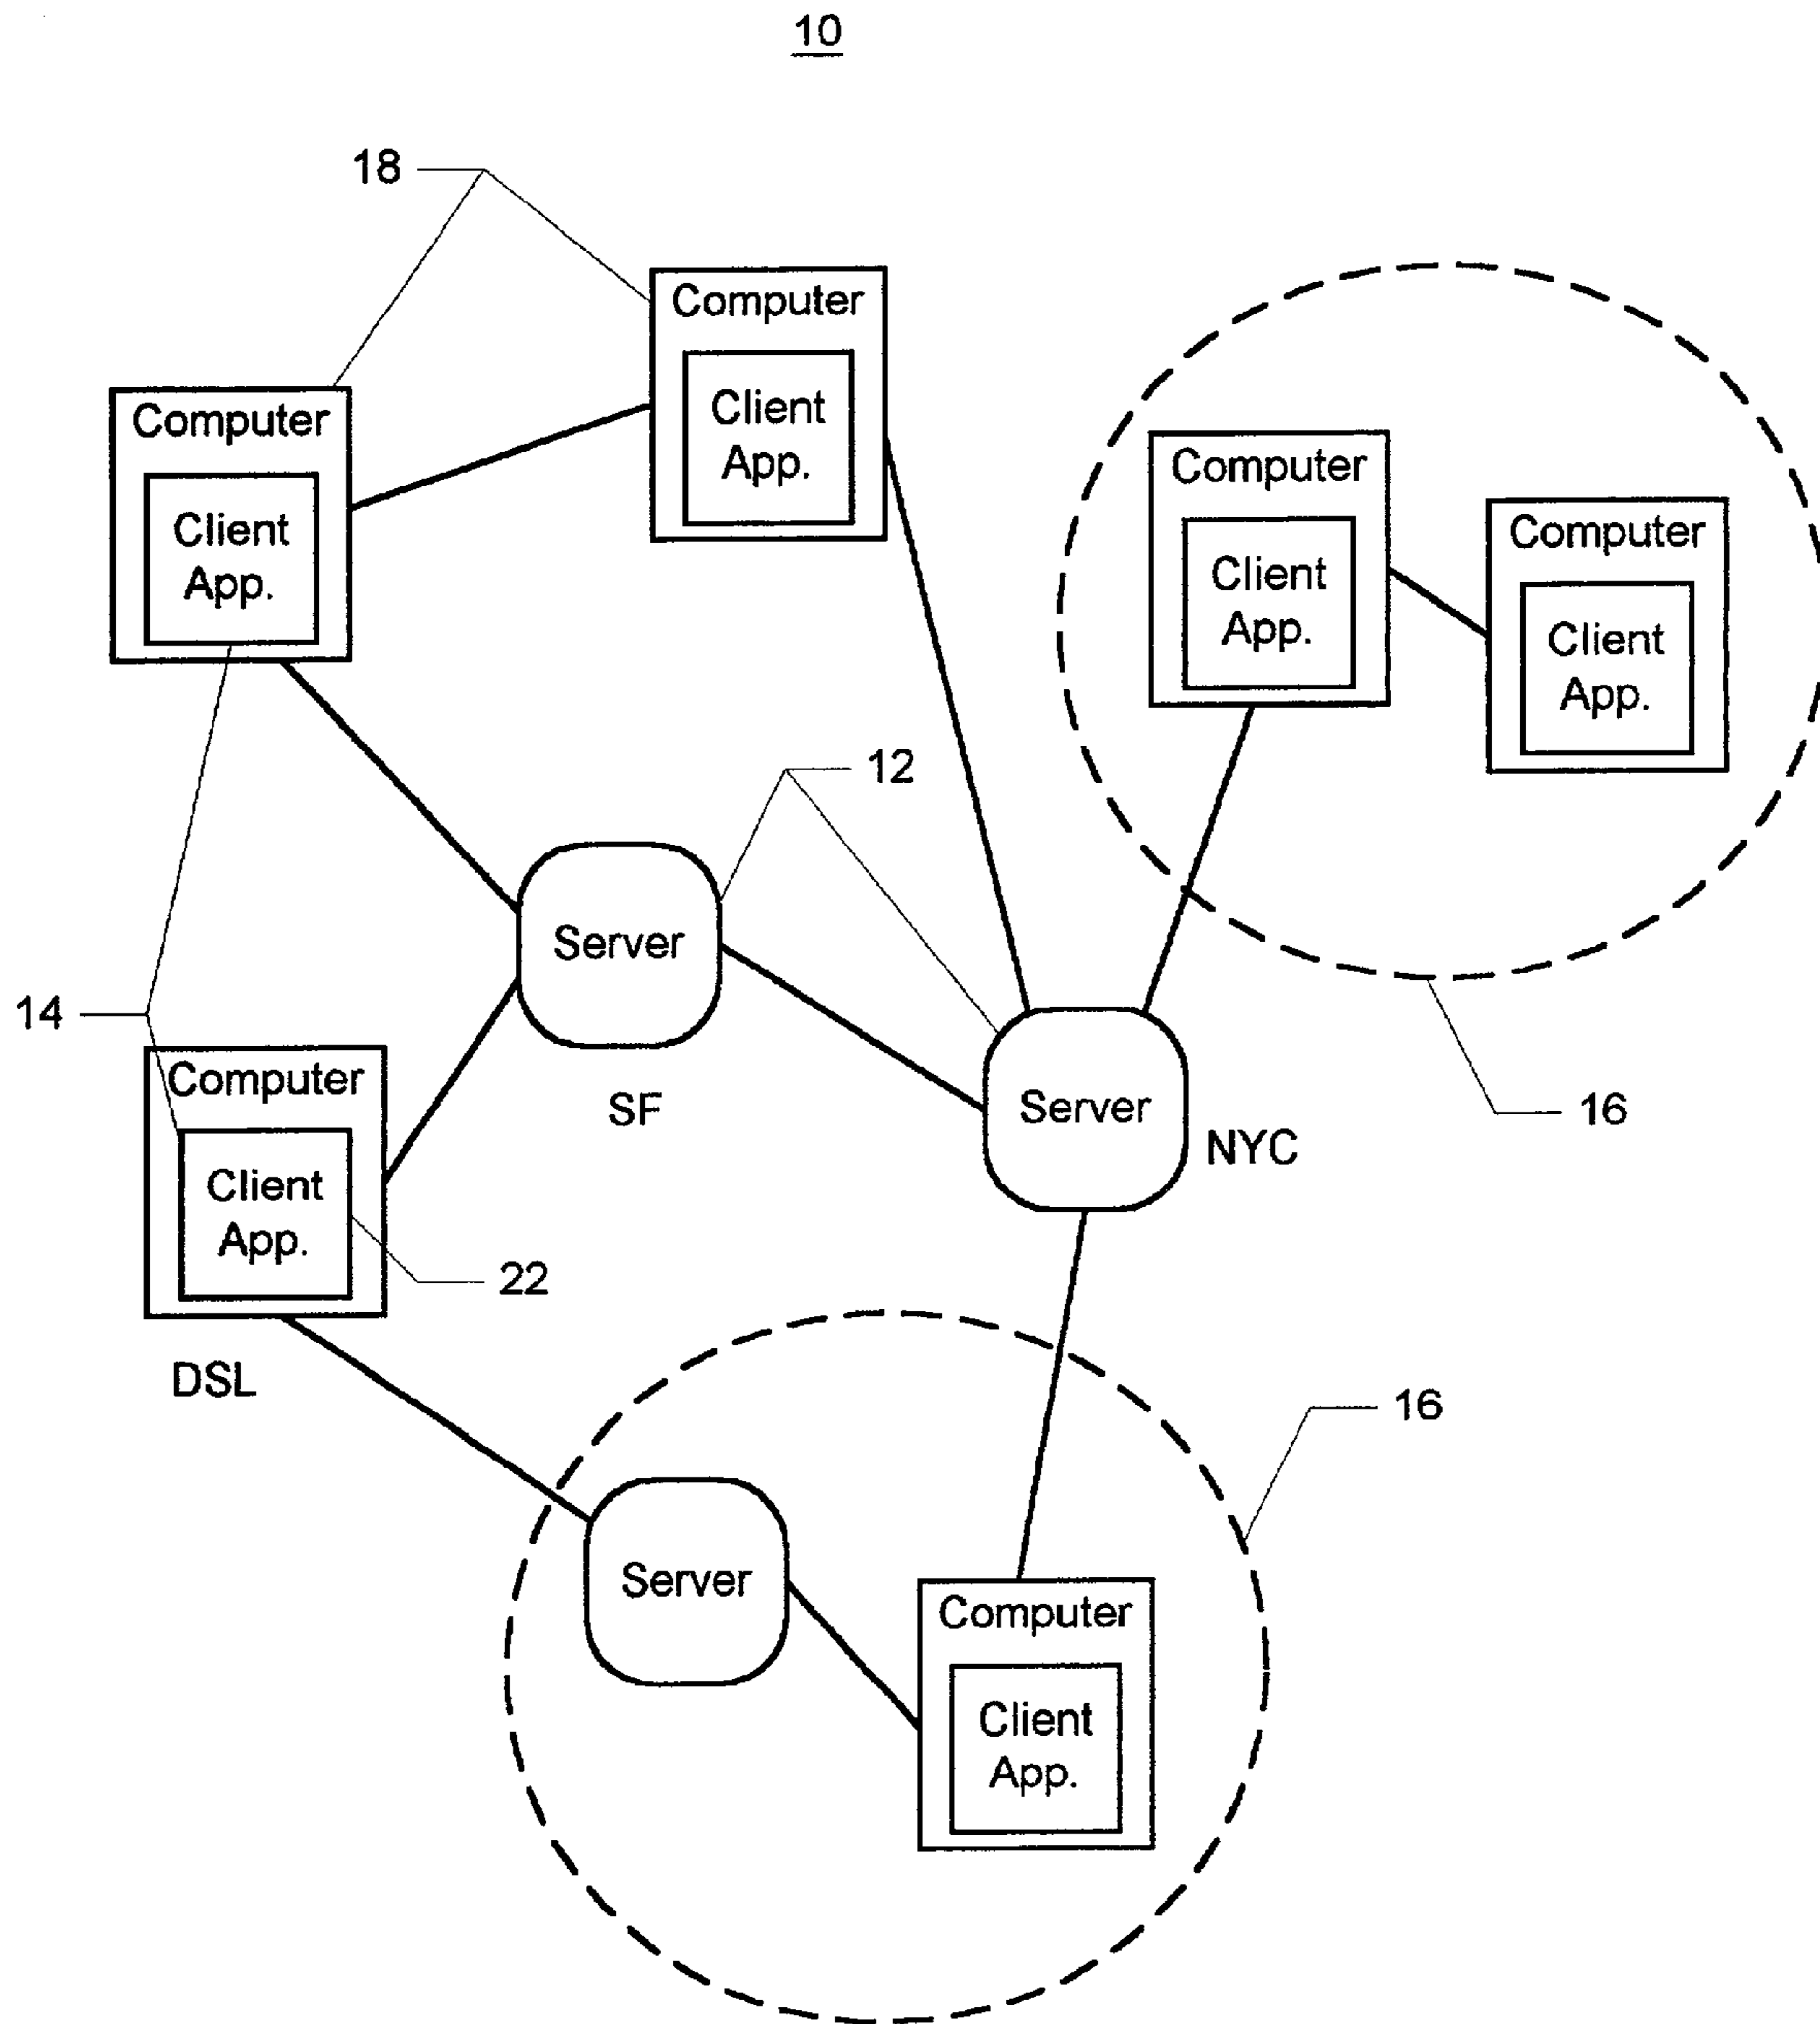 10
18
Computer
Client
App.
Computer
Client
App.
Computer
Client
App.
Computer
Client
App.
12
Server
SF
14
Server
NYC
16
Computer
Client
App.
22
DSL
16
Server
Computer
Client
App.